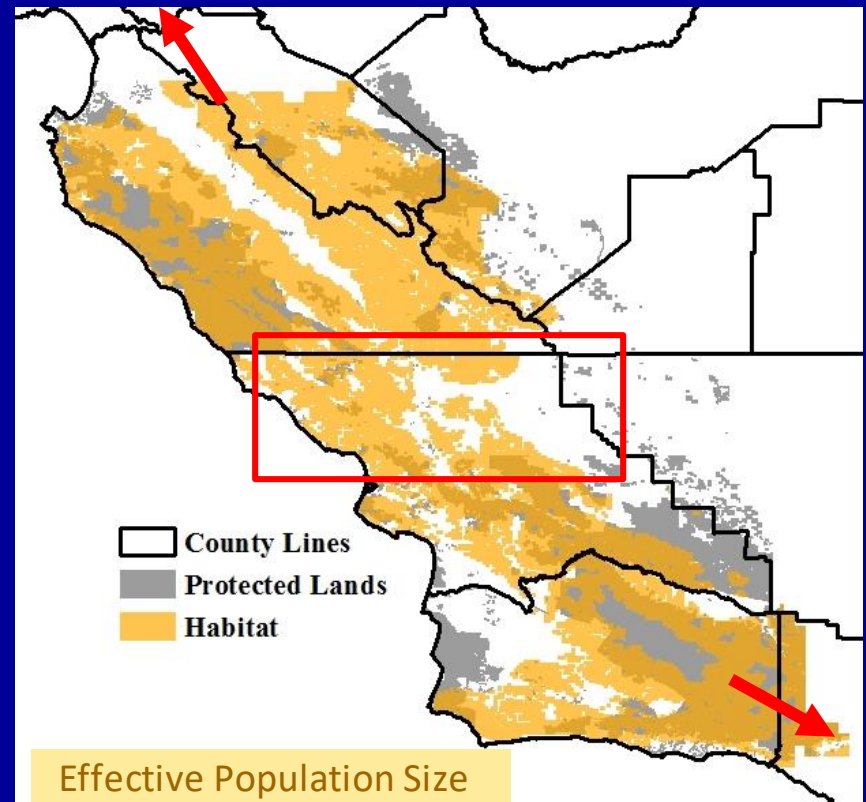 County Lines
Protected Lands
Habitat
Effective Population Size